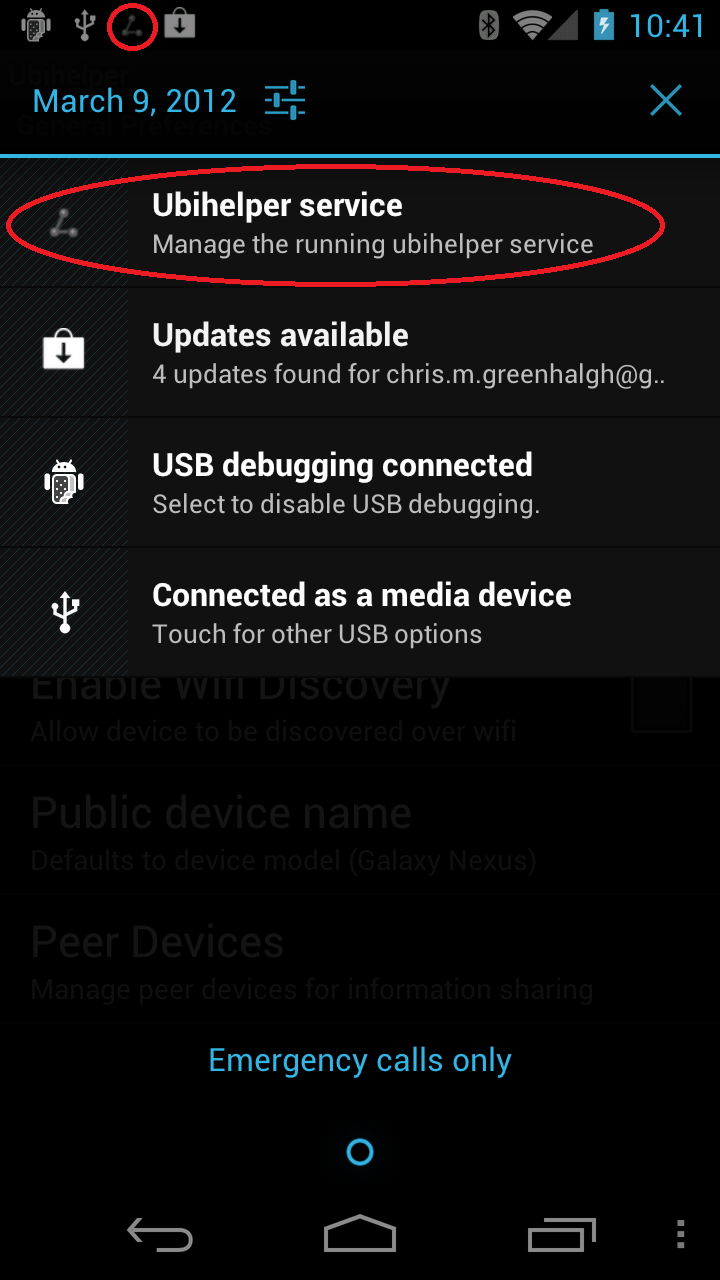 10:41
Ubihelper
March 9, 2012
General Preferences
Ubihelper service
Manage the running ubihelper service
Updates available
4 updates found for chris.m.greenhalgh@g..
USB debugging connected
Select to disable USB debugging.
Connected as a media device
Touch for other USB options
Enable Wifi Discovery
Allow device to be discovered over wifi
Public device name
Defaults to device model (Galaxy Nexus)
Peer Devices
Manage peer devices for information sharing
Emergency calls only